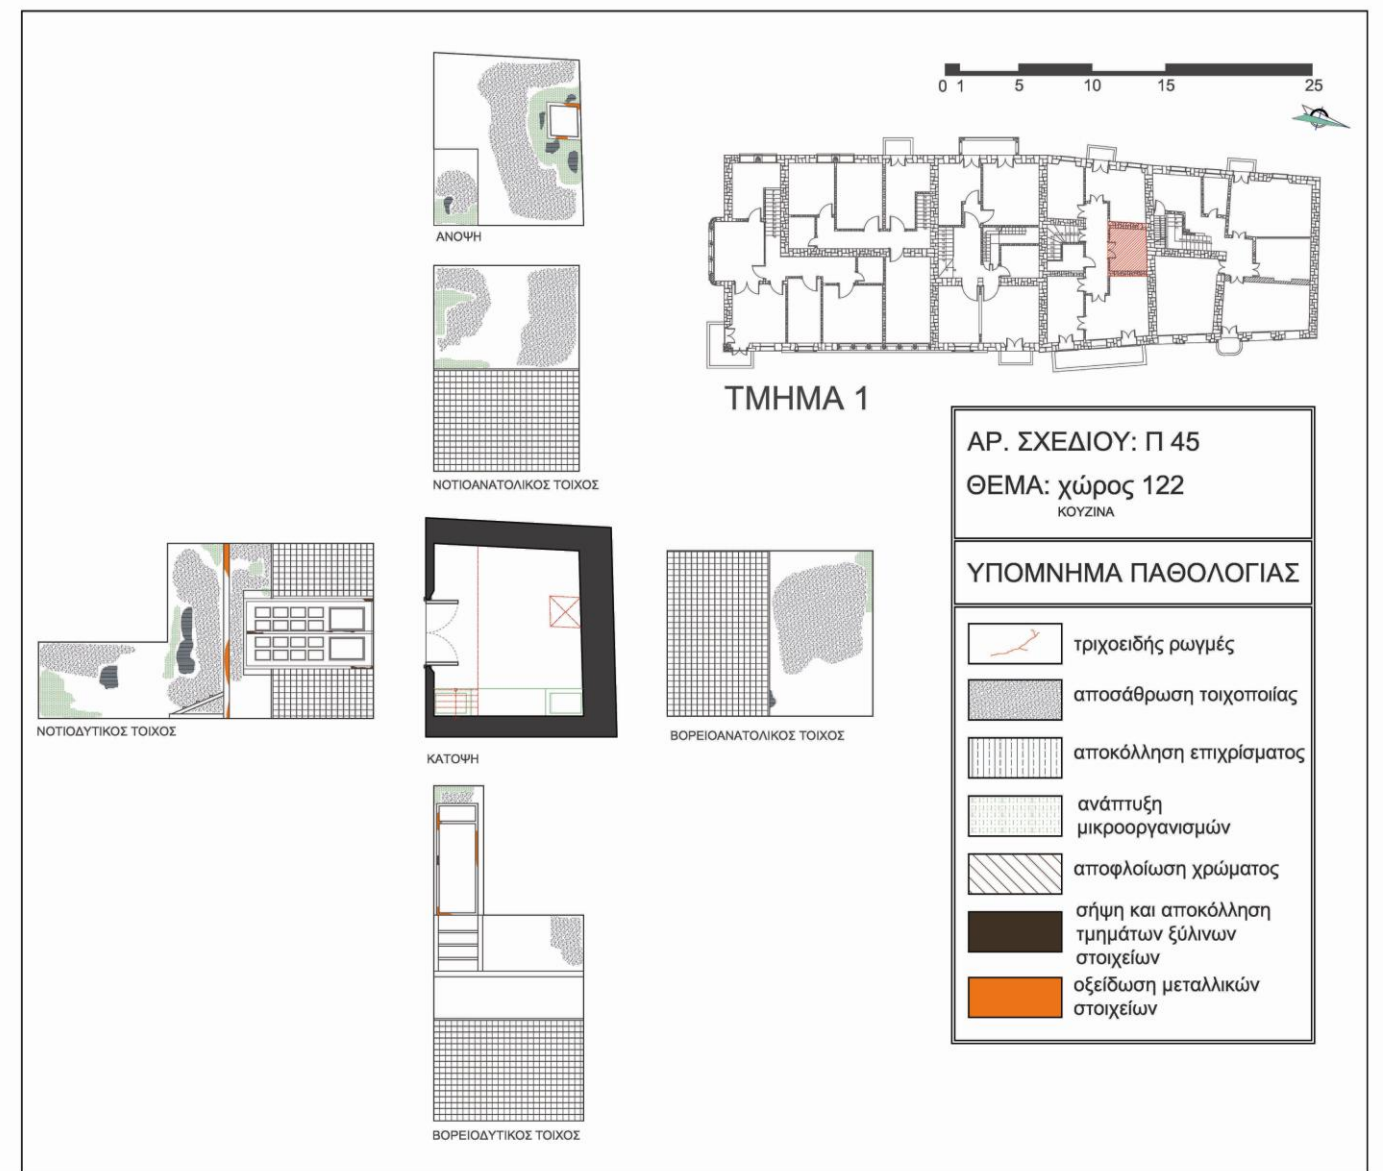 ΑΝΟΨΗ
0 1 5 10 15 25
ΤΜΗΜΑ 1
ΝΟΤΙΟΑΝΑΤΟΛΙΚΟΣ ΤΟΙΧΟΣ
ΝΟΤΙΟΔΥΤΙΚΟΣ ΤΟΙΧΟΣ
ΚΑΤΟΨΗ
ΒΟΡΕΙΟΑΝΑΤΟΛΙΚΟΣ ΤΟΙΧΟΣ
ΒΟΡΕΙΟΔΥΤΙΚΟΣ ΤΟΙΧΟΣ
ΑΡ. ΣΧΕΔΙΟΥ: Π 45
ΘΕΜΑ: χώρος 122
ΚΟΥΖΙΝΑ
ΥΠΟΜΝΗΜΑ ΠΑΘΟΛΟΓΙΑΣ
τριχοειδής ρωγμές
αποσάθρωση τοιχοποιίας
αποκόλληση επιχρίσματος
ανάπτυξη
μικροοργανισμών
αποφλοίωση χρώματος
σήψη και αποκόλληση
τμημάτων ξύλινων
στοιχείων
οξείδωση μεταλλικών
στοιχείων